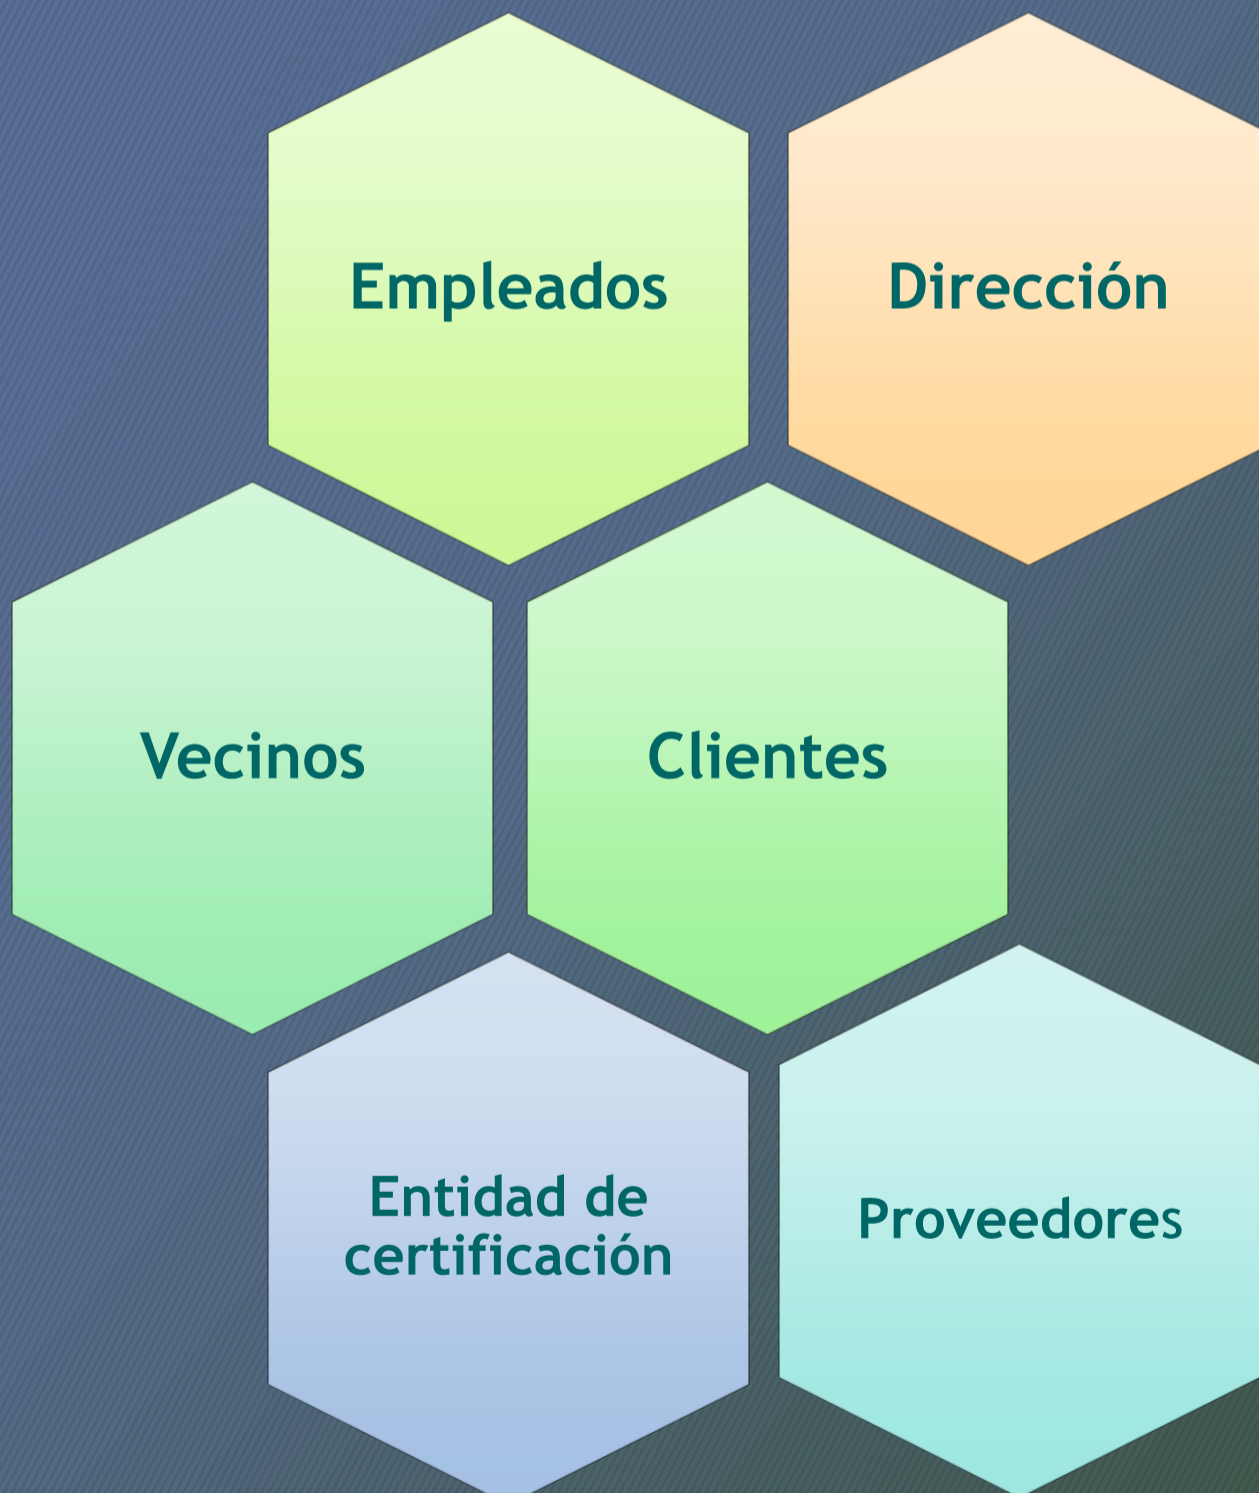 Empleados
Dirección
Vecinos
Clientes
Entidad de
certificación
Proveedores